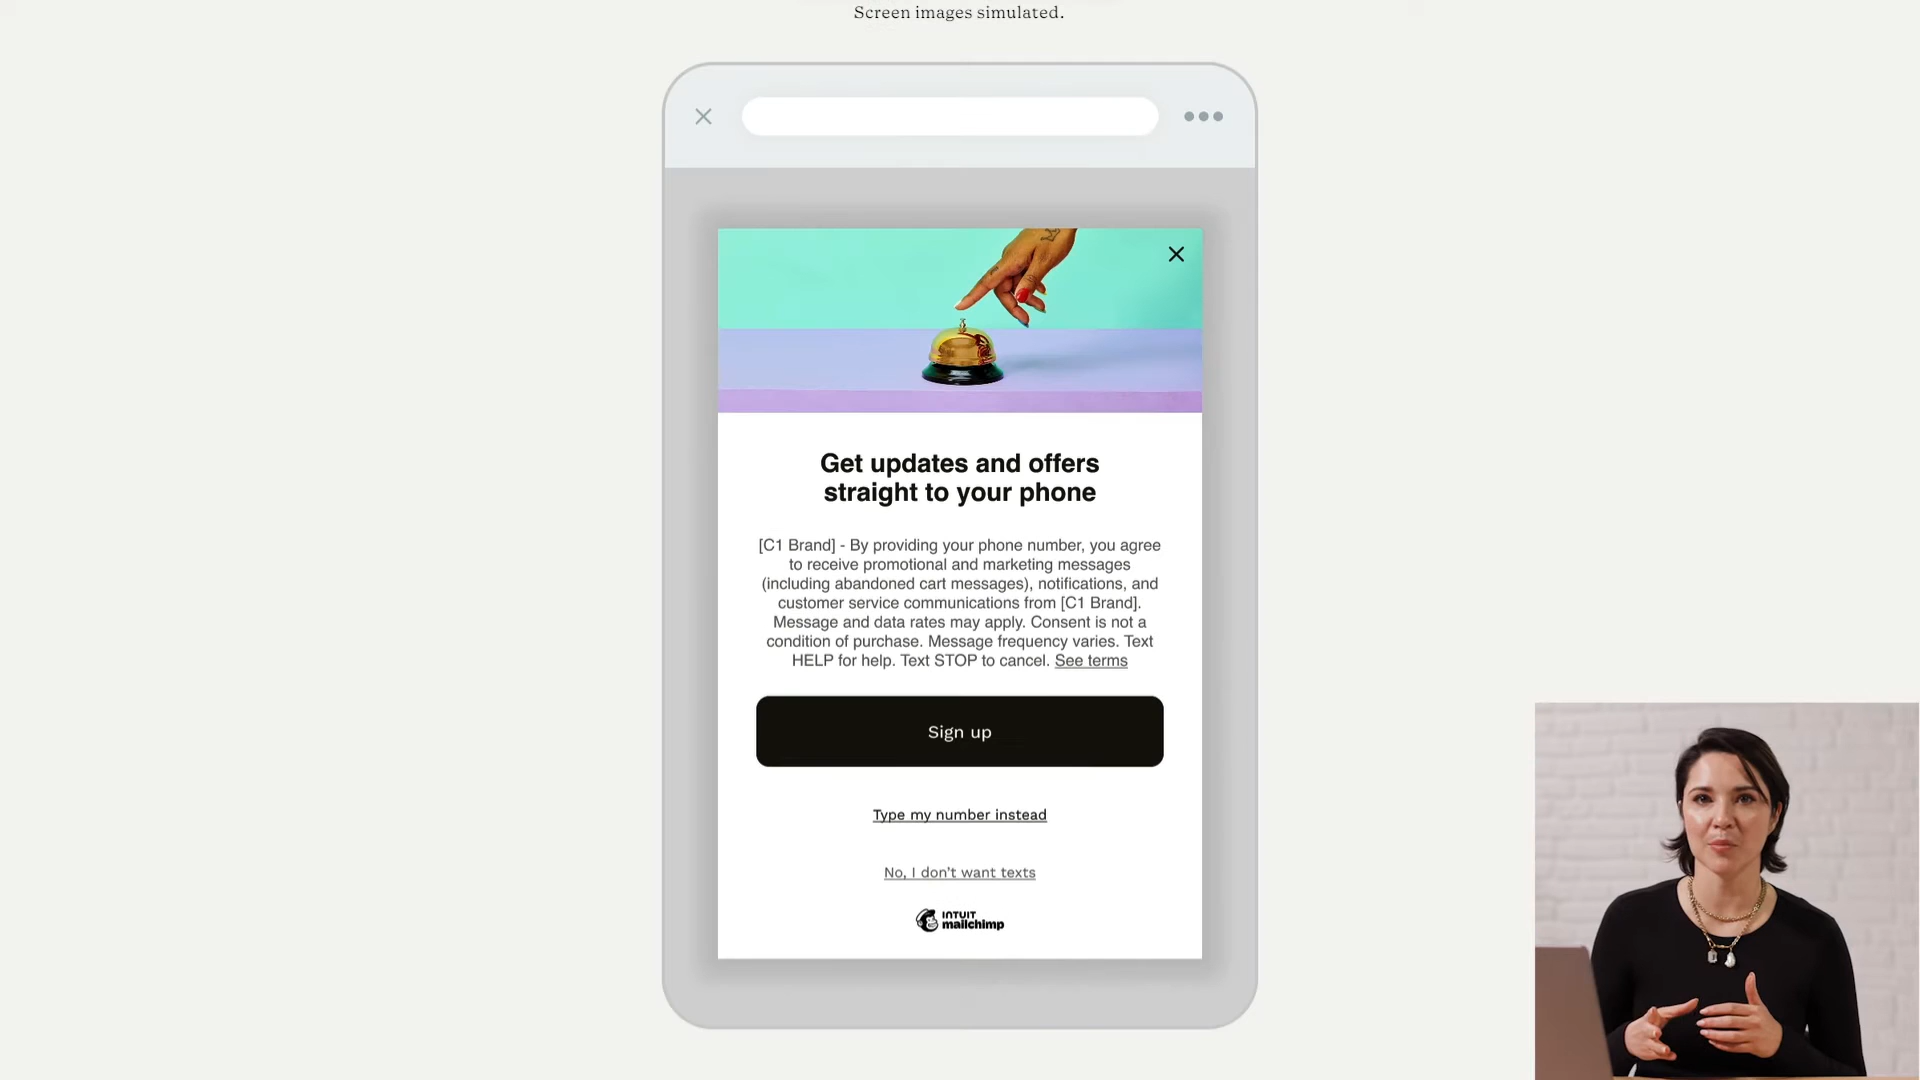 Screen images simulated.
Get updates and offers
straight to your phone
[C1 Brand] - By providing your phone number, you agree
to receive promotional and marketing messages
(including abandoned cart messages), notifications, and
customer service communications from [C1 Brand].
Message and data rates may apply. Consent is not a
condition of purchase. Message frequency varies. Text
HELP for help. Text STOP to cancel. See terms
Sign up
Type my number instead
No, I don't want texts
INTUIT
mailchimp